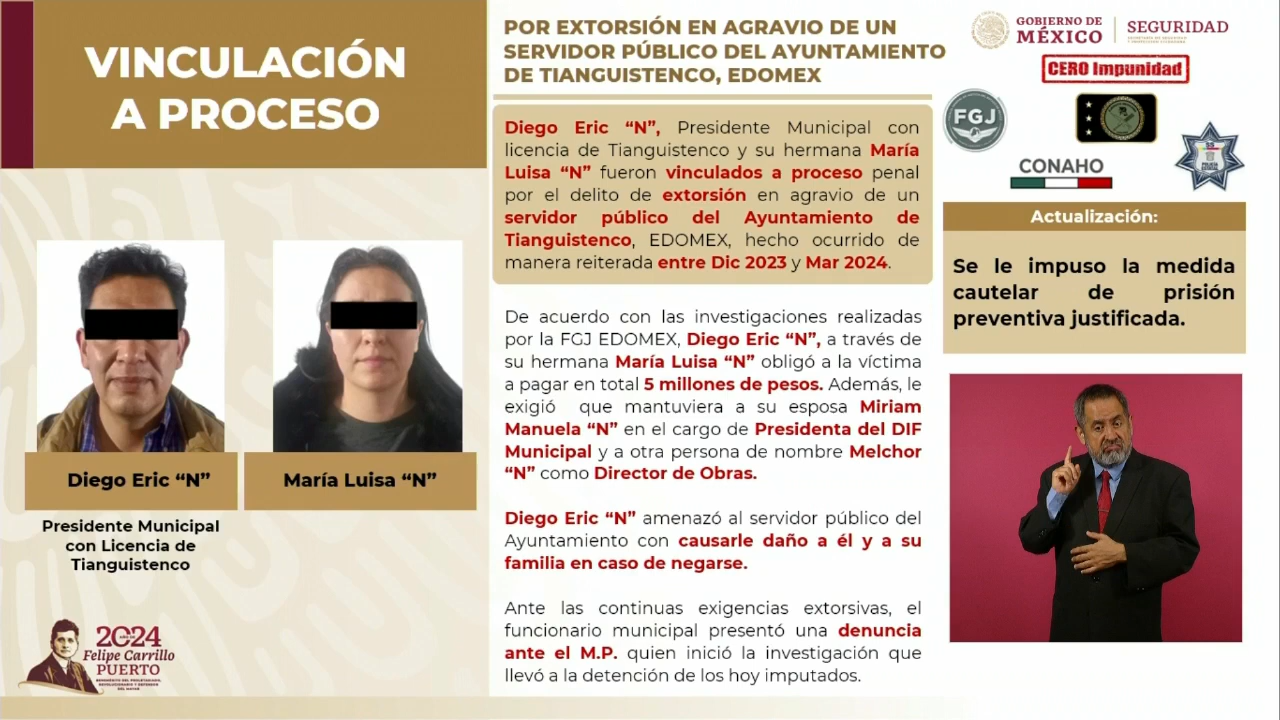 VINCULACIÓN
A PROCESO
Diego Eric “N”
María Luisa “N”
Presidente Municipal
con Licencia de
Tianguistenco
2024
Felipe Carrillo
PUERTO
POR EXTORSIÓN EN AGRAVIO DE UN
SERVIDOR PÚBLICO DEL AYUNTAMIENTO
DE TIANGUISTENCO, EDOMEX
Diego Eric “N”, Presidente Municipal con
licencia de Tianguistenco y su hermana María
Luisa “N” fueron vinculados a proceso penal
por el delito de extorsión en agravio de un
servidor público del Ayuntamiento de
Tianguistenco, EDOMEX, hecho ocurrido de
manera reiterada entre Dic 2023 y Mar 2024.
De acuerdo con las investigaciones realizadas
por la FGJ EDOMEX, Diego Eric “N”, a través de
su hermana María Luisa “N” obligó a la víctima
a pagar en total 5 millones de pesos. Además, le
exigió que mantuviera a su esposa Miriam
Manuela “N” en el cargo de Presidenta del DIF
Municipal y a otra persona de nombre Melchor
“N” como Director de Obras.
Diego Eric “N” amenazó al servidor público del
Ayuntamiento con causarle daño a él y a su
familia en caso de negarse.
Ante las continuas exigencias extorsivas, el
funcionario municipal presentó una denuncia
ante el M.P. quien inició la investigación que
llevó a la detención de los hoy imputados.
GOBIERNO DE
MÉXICO
SEGURIDAD
CERO Impunidad
FGJ
CONAHO
Actualización:
Se le impuso la medida
cautelar de prisión
preventiva justificada.